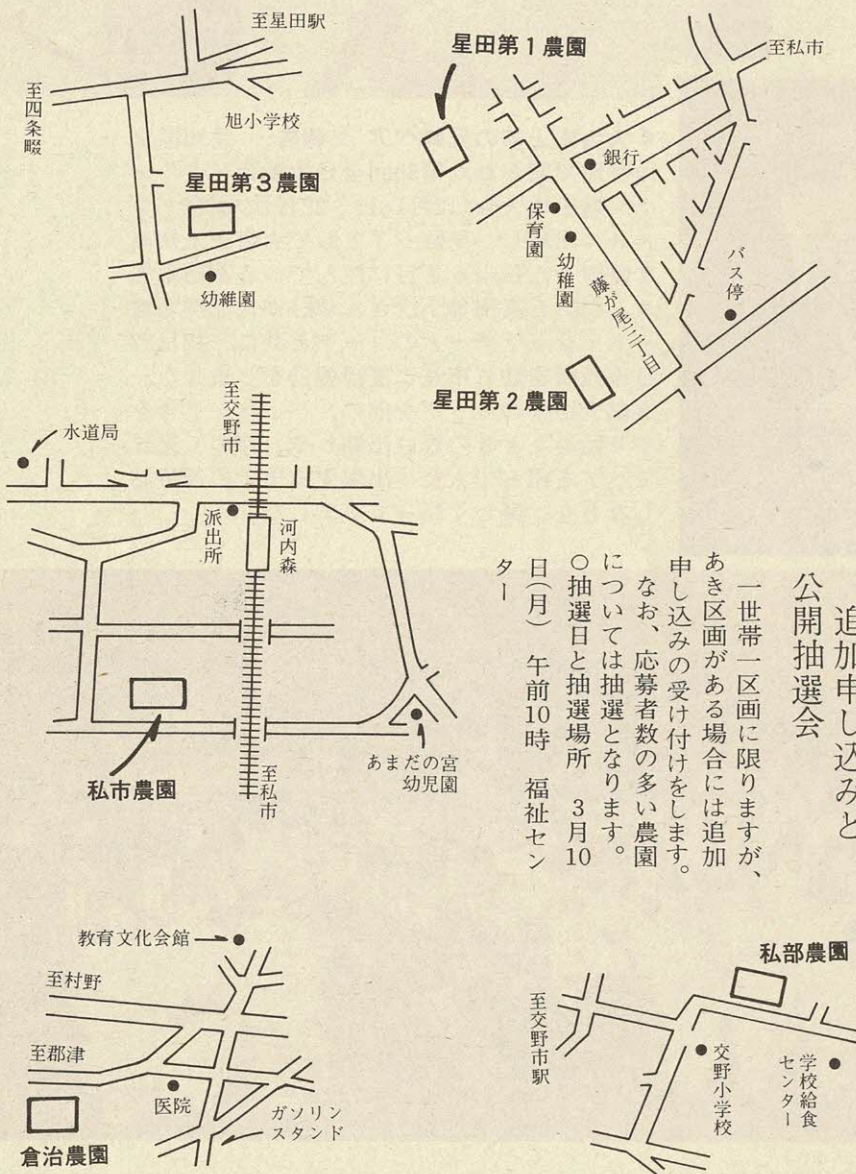 至星田駅
至四条畷
旭小学校
星田第3農園
幼維園
星田第1農園
至私市
銀行
保育園
幼稚園
バス停
藤が尾三丁目
星田第2農園
水道局
至交野市
派出所
河内森
至私市
私市農園
あまだの宮
幼児園
追加申し込みと
公開抽選会
一世帯一区画に限りますが、
あき区画がある場合には追加
申し込みの受け付けをします。
なお、応募者数の多い農園
については抽選となります。
○抽選日と抽選場所　3月10
日(月)　午前10時　福祉セン
ター
教育文化会館
至村野
至郡津
医院
ガソリン
スタンド
倉治農園
私部農園
至交野市駅
交野小学校
学校給食
センター